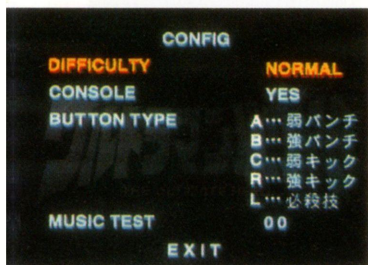 CONFIG
DIFFICULTY NORMAL
CONSOLE YES
BUTTON TYPE A…弱パンチ
B…強パンチ
C…弱キック
R…強キック
L…必殺技
MUSIC TEST 00
EXIT